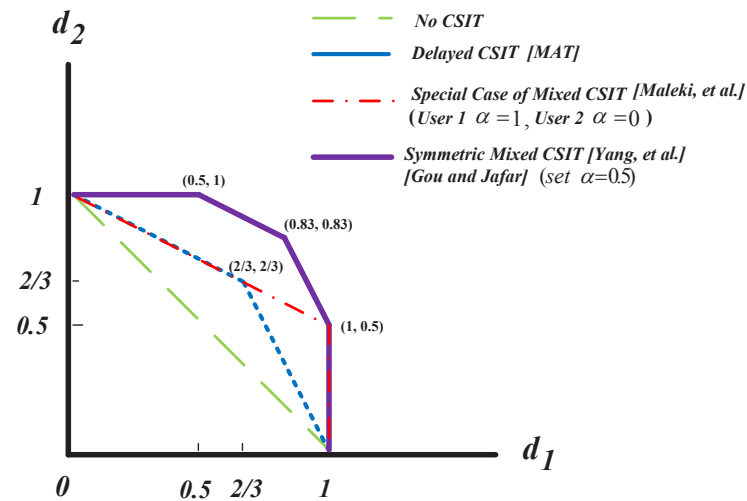 d2
No CSIT
Delayed CSIT [MAT]
Special Case of Mixed CSIT [Maleki, et al.]
(User 1 α=1, User 2 α=0)
Symmetric Mixed CSIT [Yang, et al.]
[Gou and Jafar] (set α=0.5)
(0.5, 1)
1
(0.83, 0.83)
(2/3, 2/3)
2/3
0.5
(1, 0.5)
d1
0
0.5
2/3
1